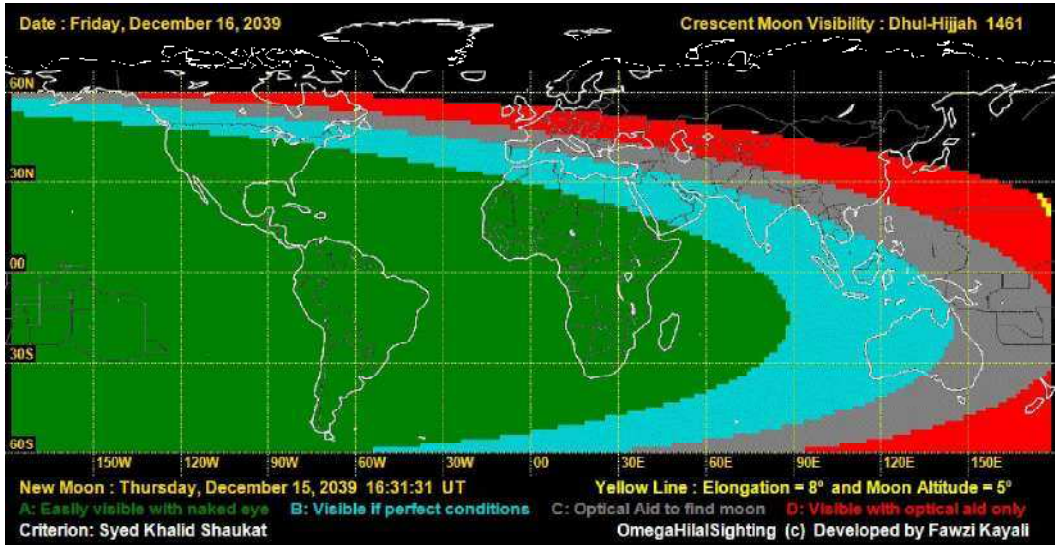 Date : Friday, December 16, 2039
Crescent Moon Visibility : Dhul-Hijjah 1461
60N
30N
00
30S
60S
150W 120W 90W 60W 30W 00 30E 60E 90E 120E 150E
New Moon : Thursday, December 15, 2039 16:31:31 UT
Yellow Line : Elongation = 8º and Moon Altitude = 5º
A: Easily visible with naked eye B: Visible if perfect conditions C: Optical Aid to find moon D: Visible with optical aid only
Criterion: Syed Khalid Shaukat
OmegaHilalSighting (c) Developed by Fawzi Kayali